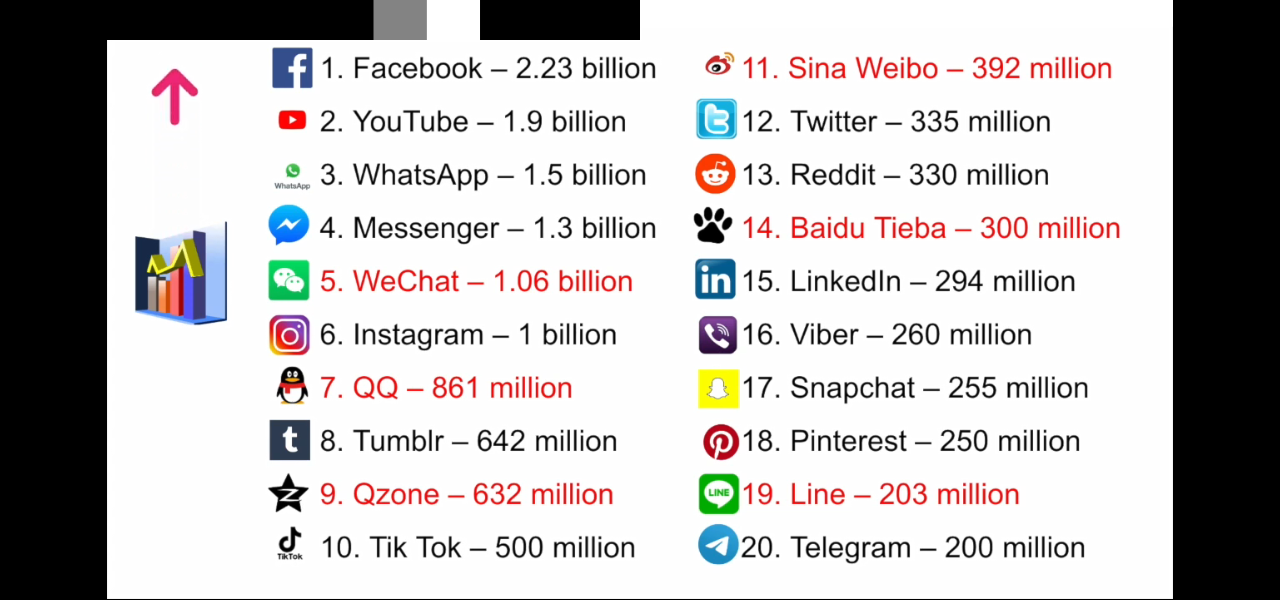 1. Facebook – 2.23 billion
2. YouTube – 1.9 billion
WhatsApp
3. WhatsApp – 1.5 billion
4. Messenger – 1.3 billion
5. WeChat – 1.06 billion
6. Instagram – 1 billion
7. QQ – 861 million
t
8. Tumblr – 642 million
9. Qzone – 632 million
TikTok
10. Tik Tok – 500 million
11. Sina Weibo – 392 million
12. Twitter – 335 million
13. Reddit – 330 million
14. Baidu Tieba – 300 million
in
15. LinkedIn – 294 million
16. Viber – 260 million
17. Snapchat – 255 million
18. Pinterest – 250 million
LINE
19. Line – 203 million
20. Telegram – 200 million